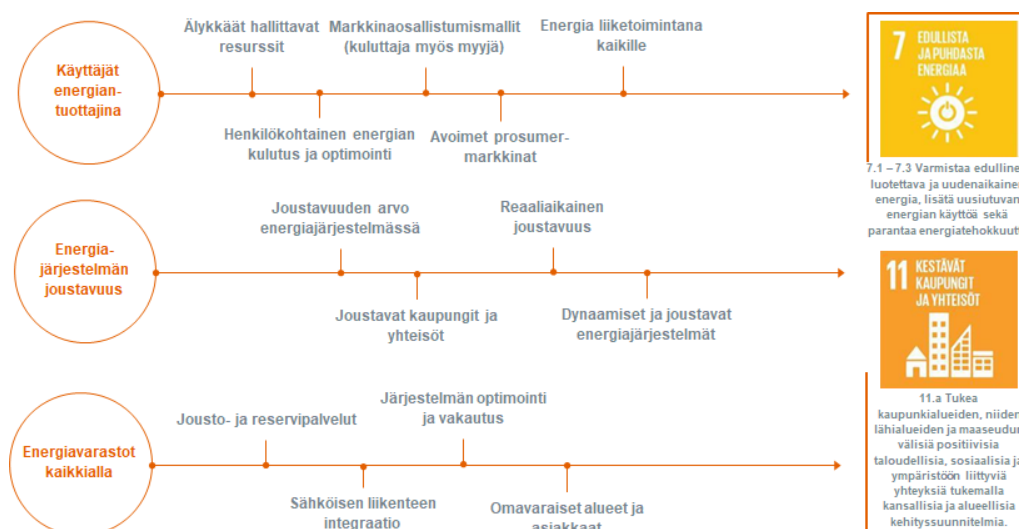 Käyttäjät
energian-
tuottajina
Älykkäät hallittavat
resurssit
Markkinaosallistumismallit
(kuluttaja myös myyjä)
Energia liiketoimintana
kaikille
Henkilökohtainen energian
kulutus ja optimointi
Avoimet prosumer-
markkinat
Energia-
järjestelmän
joustavuus
Joustavuuden arvo
energiajärjestelmässä
Reaaliaikainen
joustavuus
Joustavat kaupungit ja
yhteisöt
Dynaamiset ja joustavat
energiajärjestelmät
Energiavarastot
kaikkialla
Jousto- ja reservipalvelut
Järjestelmän optimointi
ja vakautus
Sähköisen liikenteen
integraatio
Omavaraiset alueet ja
asiakkaat
7 EDULLISTA
JA PUHDASTA
ENERGIAA
7.1 – 7.3 Varmistaa edulline
luotettava ja uudenaikaine
energia, lisätä uusiutuvan
energian käyttöä sekä
parantaa energiatehokkuutt
11 KESTÄVÄT
KAUPUNGIT
JA YHTEISÖT
11.a Tukea
kaupunkialueiden, niiden
lähialueiden ja maaseudun
välisiä positiivisia
taloudellisia, sosiaalisia ja
ympäristöön liittyviä
yhteyksiä tukemalla
kansallisia ja alueellisia
kehityssuunnitelmia.